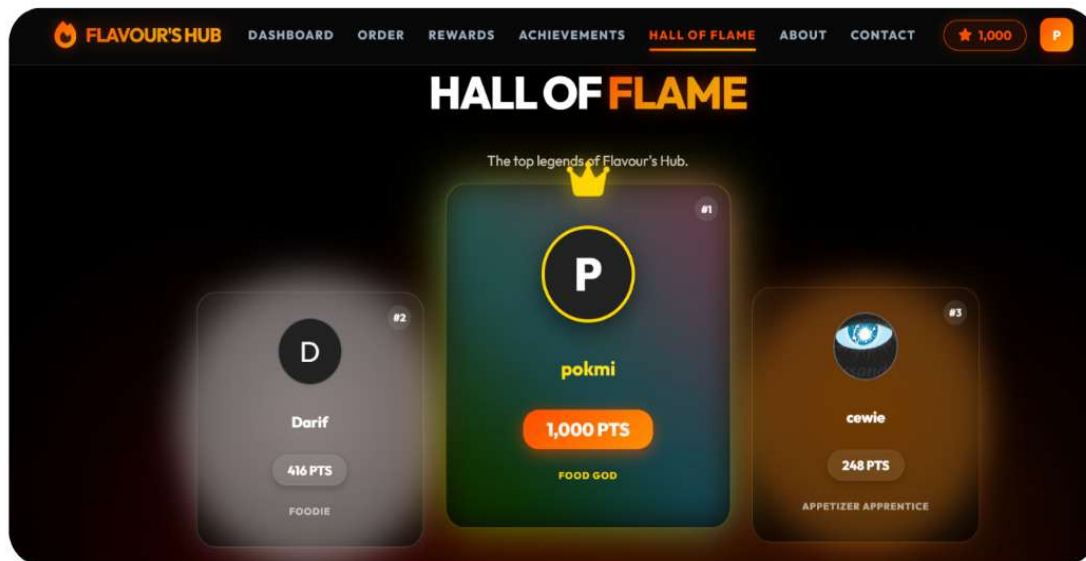 FLAVOUR'S HUB DASHBOARD ORDER REWARDS ACHIEVEMENTS HALL OF FLAME ABOUT CONTACT 1,000 P
HALL OF FLAME
The top legends of Flavour's Hub.
#1
P
pokmi
1,000 PTS
FOOD GOD
#2
D
Darif
416 PTS
FOODIE
#3
cewie
248 PTS
APPETIZER APPRENTICE